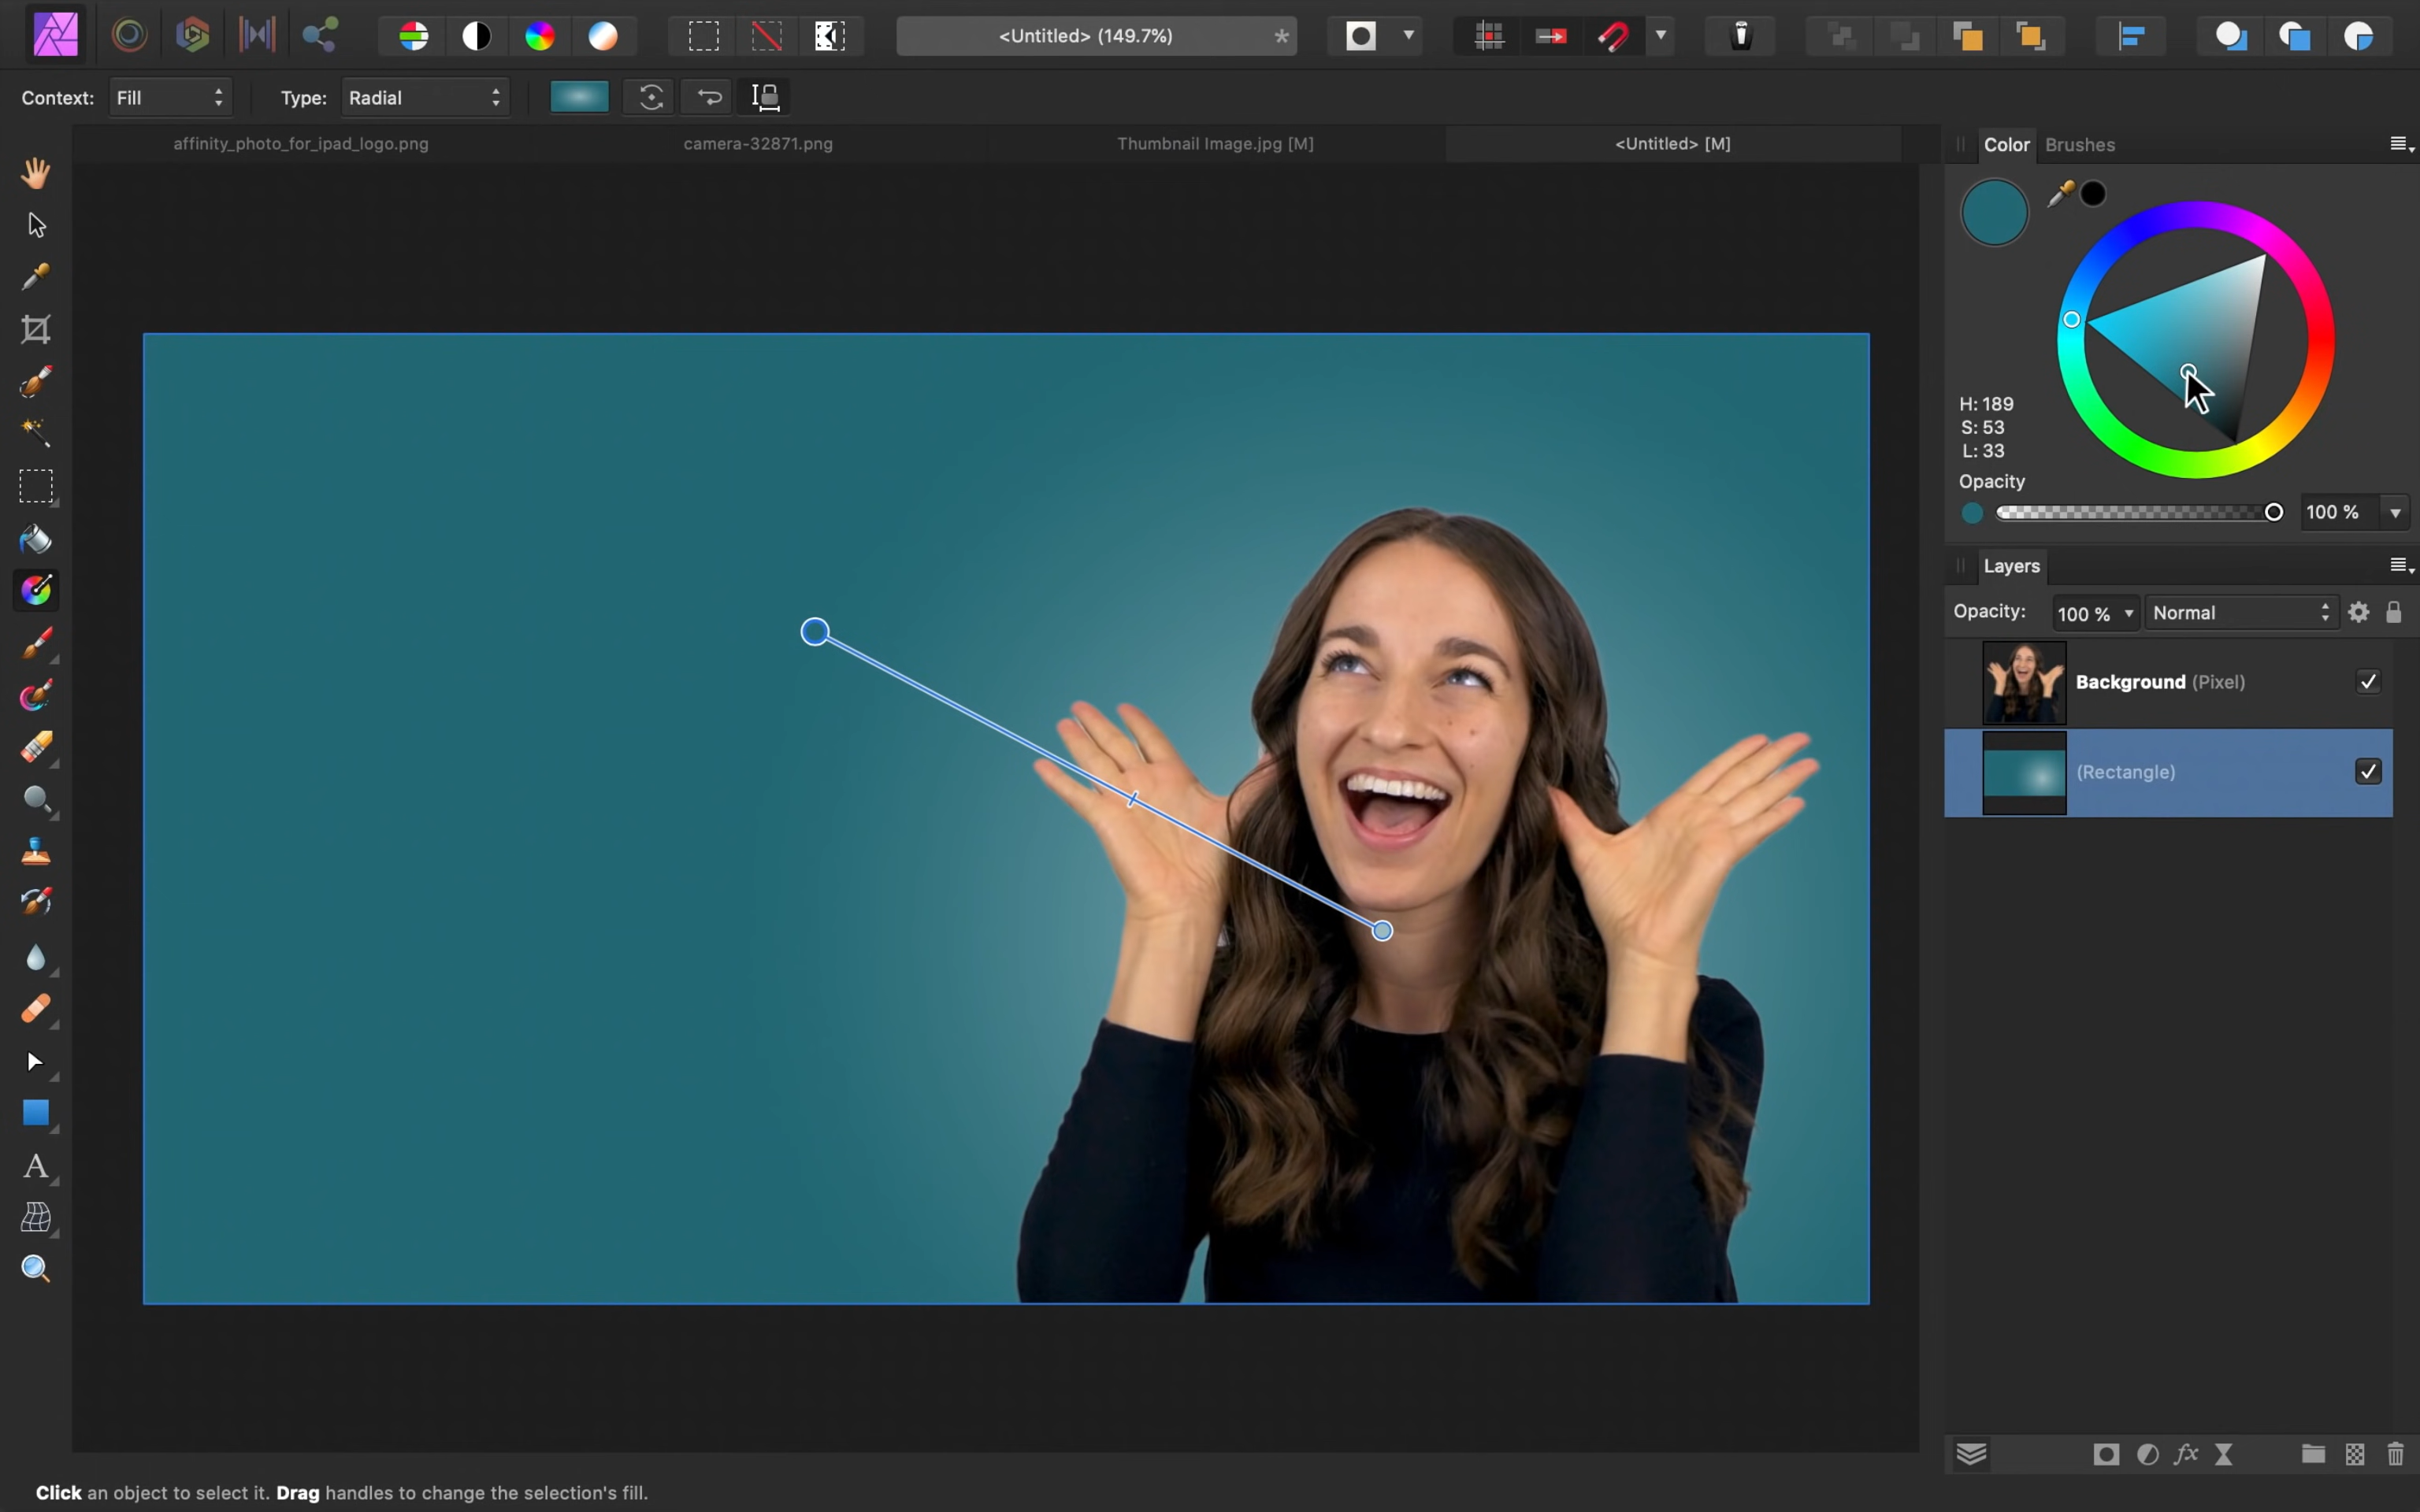 <Untitled> (149.7%) *
Context: Fill Type: Radial
affinity_photo_for_ipad_logo.png camera-32871.png Thumbnail Image.jpg [M] <Untitled> [M]
Color Brushes
H: 189
S: 53
L: 33
Opacity
100 %
Layers
Opacity: 100 % Normal
Background (Pixel)
(Rectangle)
A
fx
Click an object to select it. Drag handles to change the selection's fill.